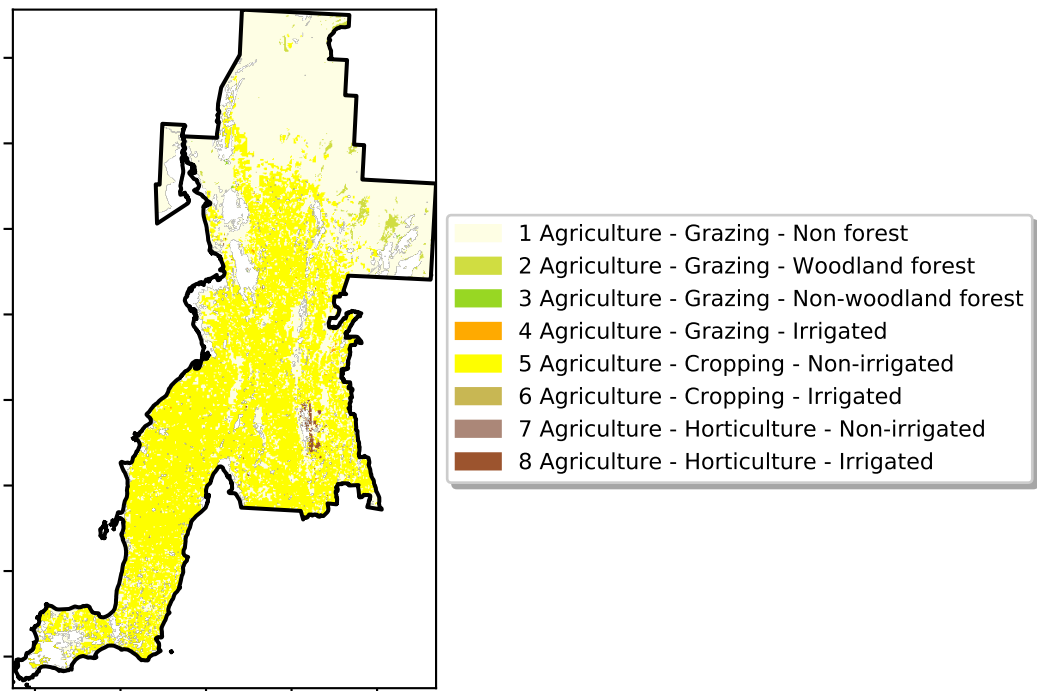 1 Agriculture - Grazing - Non forest
2 Agriculture - Grazing - Woodland forest
3 Agriculture - Grazing - Non-woodland forest
4 Agriculture - Grazing - Irrigated
5 Agriculture - Cropping - Non-irrigated
6 Agriculture - Cropping - Irrigated
7 Agriculture - Horticulture - Non-irrigated
8 Agriculture - Horticulture - Irrigated